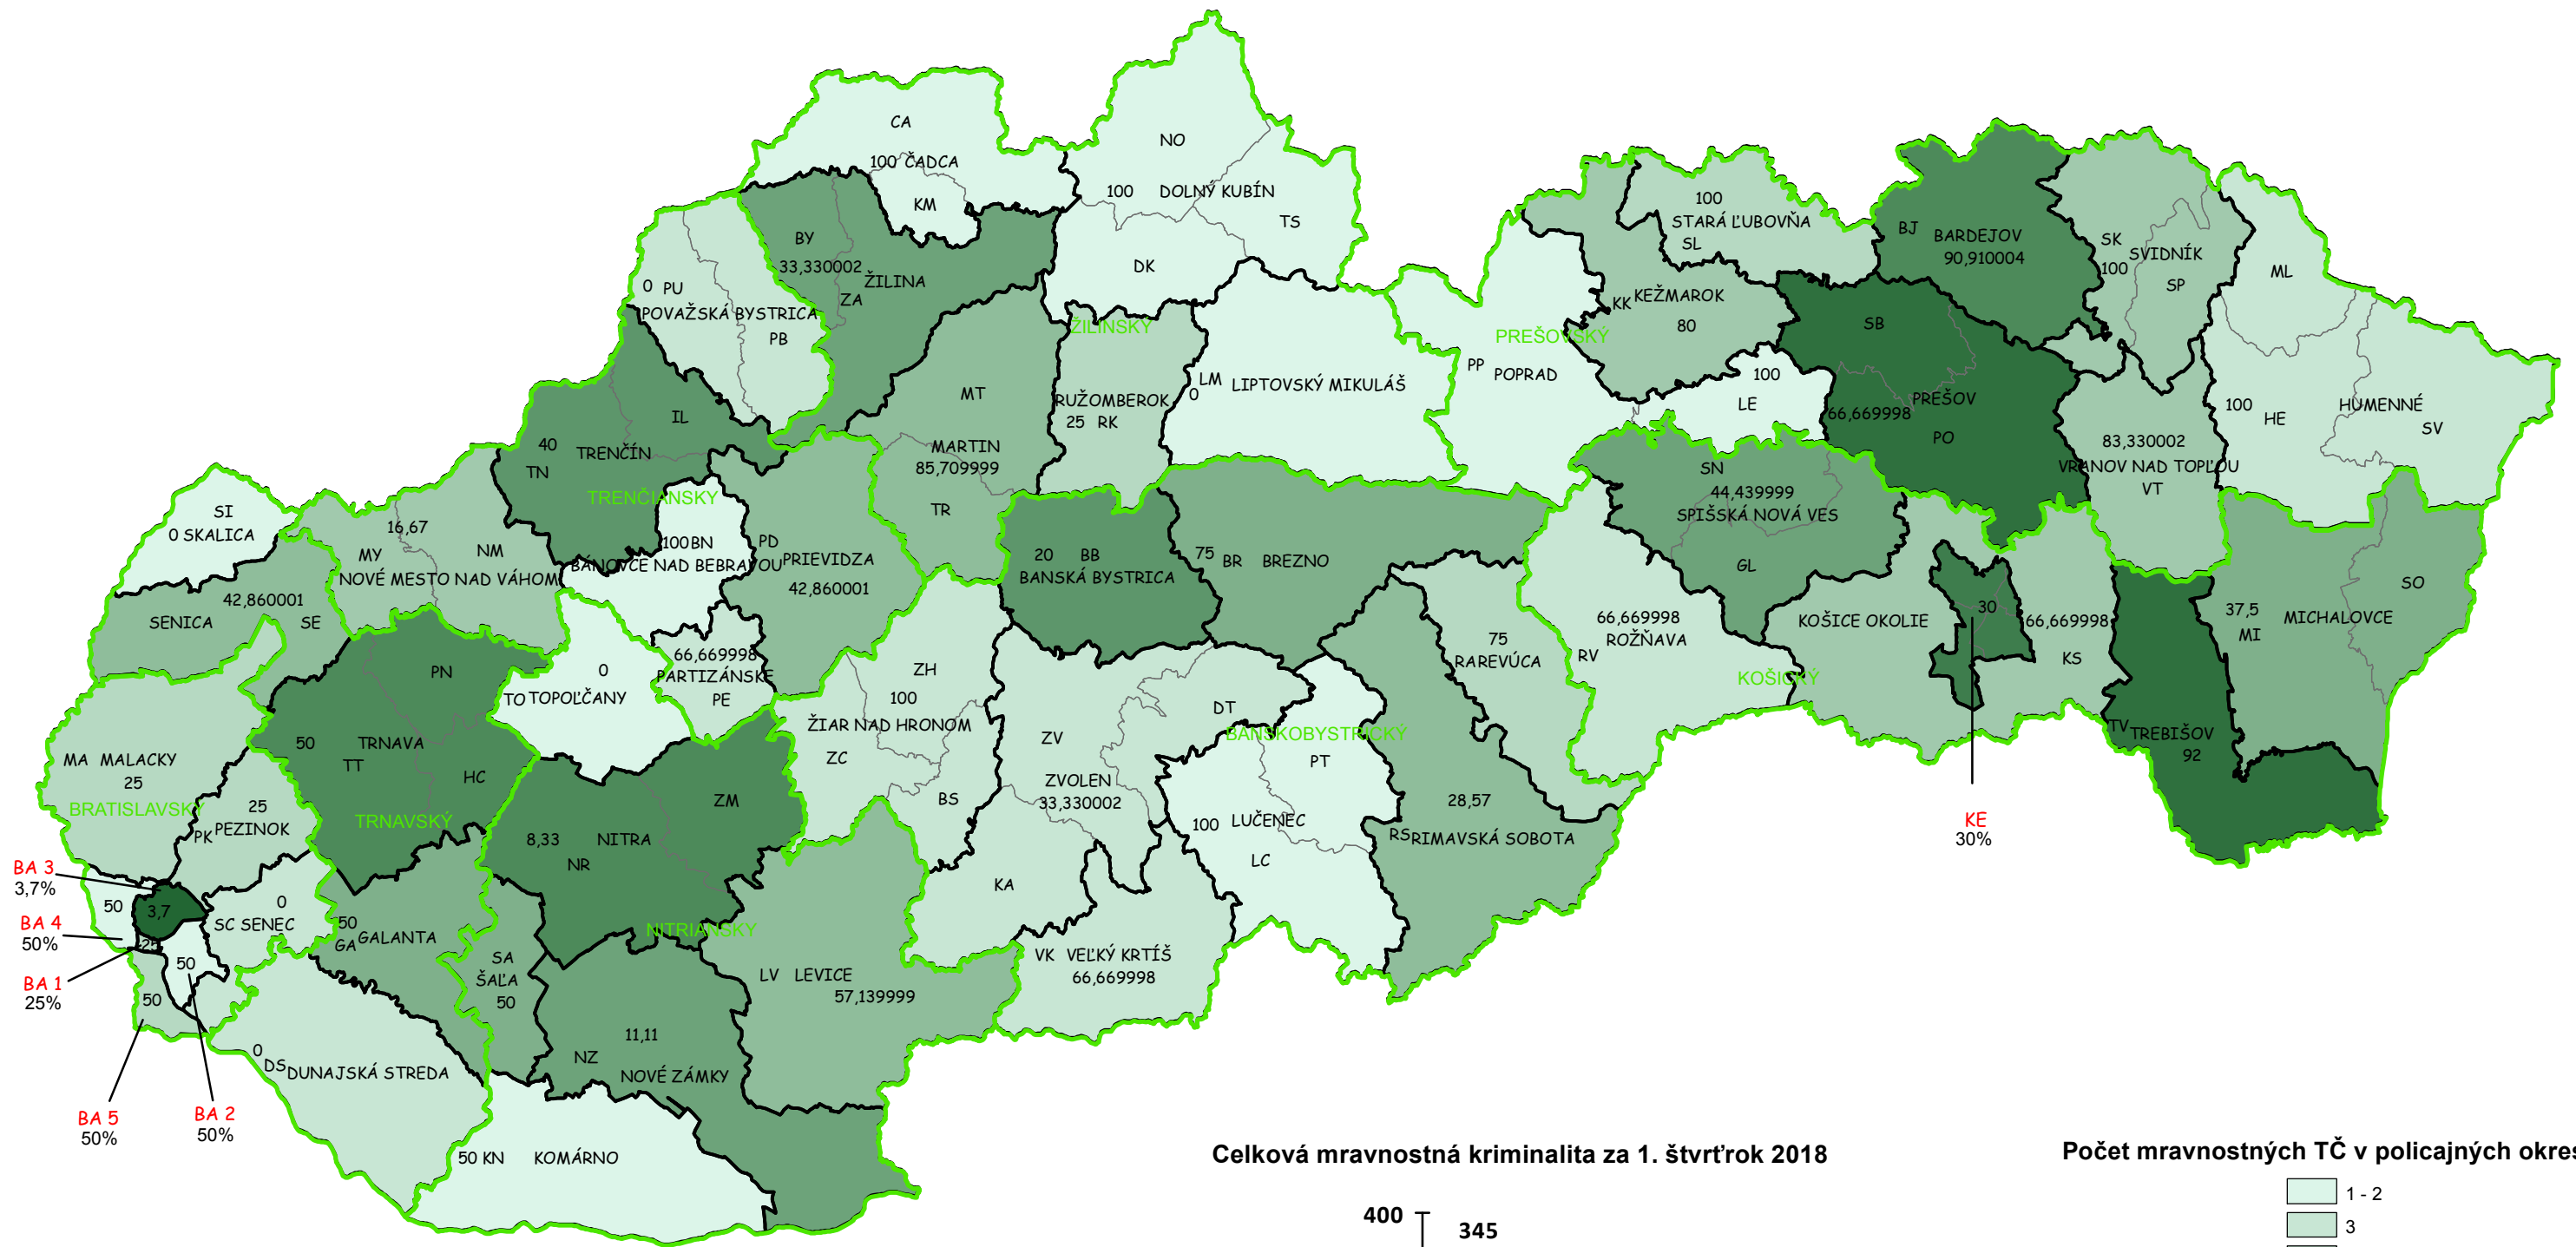 CA
100 ČADCA
KM
NO
100 DOLNÝ KUBÍN
TS
DK
BY
33,330002
ZA ŽILINA
0 PU
POVAŽSKÁ BYSTRICA
PB
ŽILINSKÝ
MT
MARTIN
85,709999
TR
RUŽOMBEROK
25 RK
LM LIPTOVSKÝ MIKULÁŠ
0
PREŠOVSKÝ
PP POPRAD
100
STARÁ ĽUBOVŇA
SL
KK KEŽMAROK
80
100
LE
BJ BARDEJOV
90,910004
SK SVIDNÍK
100
SP
ML
SB
66,669998 PREŠOV
PO
100 HE
HUMENNÉ
SV
83,330002
VRANOV NAD TOPĽOU
VT
40
TN TRENČÍN
IL
TRENČIANSKY
SI
0 SKALICA
16,67
MY
NM
NOVÉ MESTO NAD VÁHOM
42,860001
SENICA SE
100 BN
BÁNOVCE NAD BEBRAVOU
PD PRIEVIDZA
42,860001
66,669998
PARTIZÁNSKE
PE
0
TO TOPOĽČANY
20 BB
BANSKÁ BYSTRICA
75 BR BREZNO
SN
44,439999
SPIŠSKÁ NOVÁ VES
GL
66,669998
ROŽŇAVA
RV
75
RA REVÚCA
KOŠICE OKOLIE
30
66,669998
KS
KOŠICKÝ
37,5
MI MICHALOVCE
SO
TV TREBIŠOV
92
KE
30%
PN
50 TRNAVA
TT
HC
TRNAVSKÝ
MA MALACKY
25
BRATISLAVSKÝ
25
PK PEZINOK
ZH
100
ŽIAR NAD HRONOM
ZC
BS
ZV
ZVOLEN
33,330002
DT
KA
BANSKOBYSTRICKÝ
PT
100 LUČENEC
LC
28,57
RS RIMAVSKÁ SOBOTA
8,33 NITRA
NR
ZM
NITRIANSKY
BA 3
3,7%
50
3,7
BA 4
50%
25
BA 1
25%
50
50
BA 5
50%
BA 2
50%
0
SC SENEC
50
GA GALANTA
SA
ŠAĽA
50
LV LEVICE
57,139999
VK VEĽKÝ KRTÍŠ
66,669998
0
DS DUNAJSKÁ STREDA
11,11
NZ
NOVÉ ZÁMKY
50 KN KOMÁRNO
Celková mravnostná kriminalita za 1. štvrťrok 2018
400
345
Počet mravnostných TČ v policajných okres
1 - 2
3